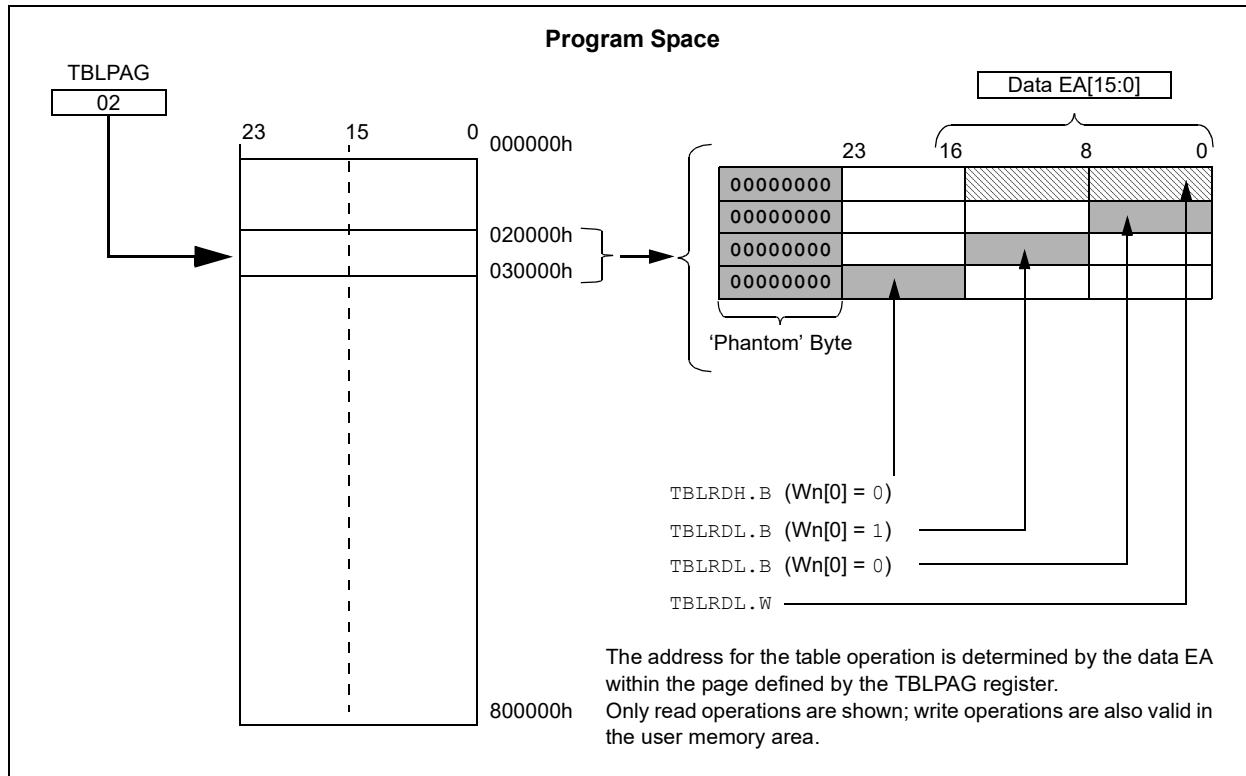 Program Space
TBLPAG
02
Data EA[15:0]
23 15 0
000000h
020000h
030000h
800000h
23 16 8 0
00000000
00000000
00000000
00000000
‘Phantom’ Byte
TBLRDH.B (Wn[0] = 0)
TBLRDL.B (Wn[0] = 1)
TBLRDL.B (Wn[0] = 0)
TBLRDL.W
The address for the table operation is determined by the data EA
within the page defined by the TBLPAG register.
Only read operations are shown; write operations are also valid in
the user memory area.